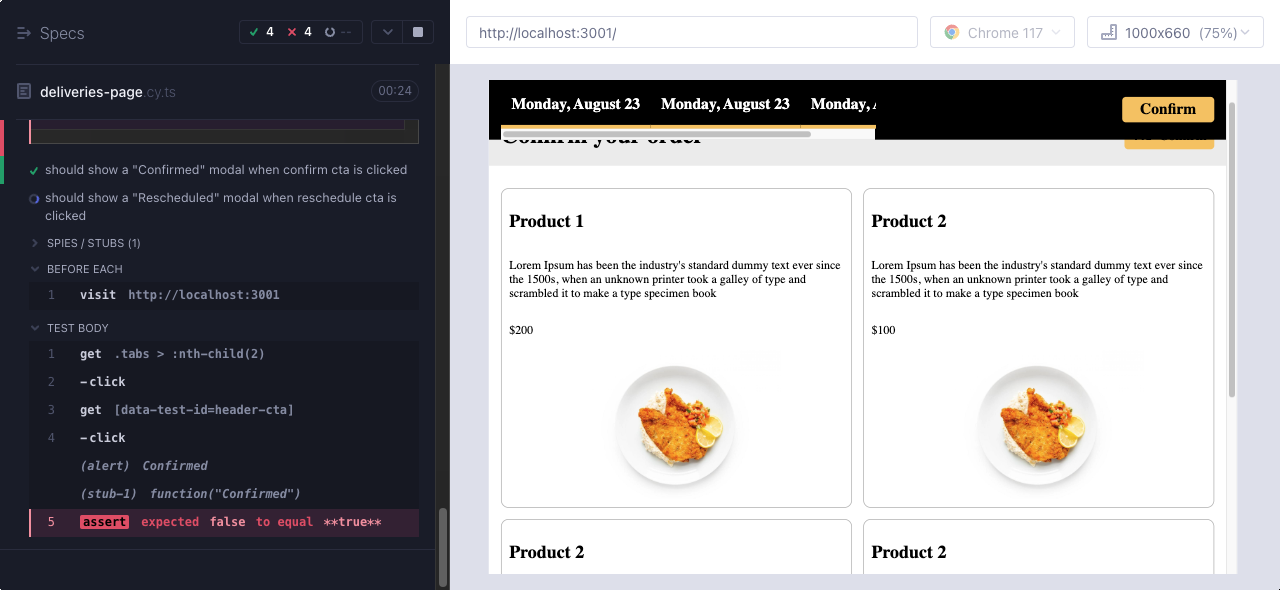 Specs
4
4
--
http://localhost:3001/
Chrome 117
1000x660 (75%)
deliveries-page.cy.ts
00:24
should show a "Confirmed" modal when confirm cta is clicked
should show a "Rescheduled" modal when reschedule cta is
clicked
SPIES / STUBS (1)
BEFORE EACH
1 visit http://localhost:3001
TEST BODY
1 get .tabs > :nth-child(2)
2 -click
3 get [data-test-id=header-cta]
4 -click
(alert) Confirmed
(stub-1) function("Confirmed")
5 assert expected false to equal **true**
Monday, August 23 Monday, August 23 Monday, A
Confirm
Confirm your order
Product 1
Lorem Ipsum has been the industry's standard dummy text ever since
the 1500s, when an unknown printer took a galley of type and
scrambled it to make a type specimen book
$200
Product 2
Lorem Ipsum has been the industry's standard dummy text ever since
the 1500s, when an unknown printer took a galley of type and
scrambled it to make a type specimen book
$100
Product 2
Product 2